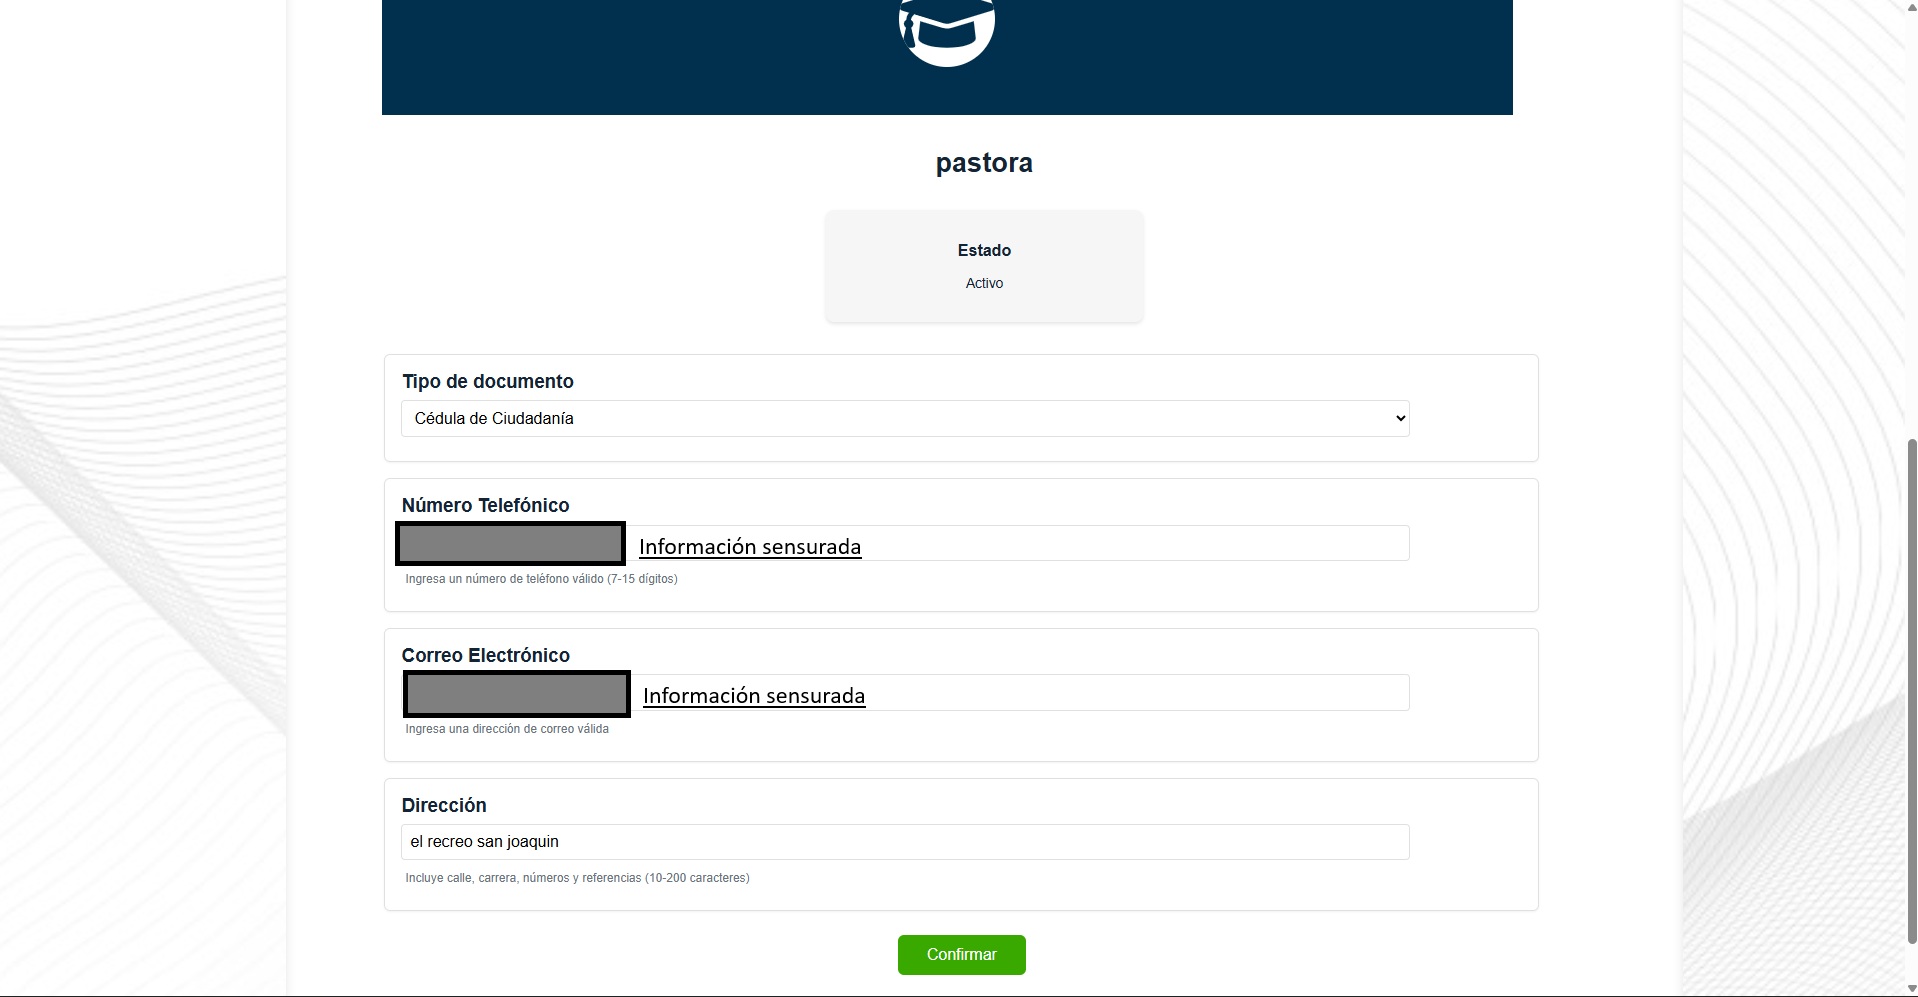 pastora
Estado
Activo
Tipo de documento
Cédula de Ciudadanía
Número Telefónico
Información sensurada
Ingresa un número de teléfono válido (7-15 dígitos)
Correo Electrónico
Información sensurada
Ingresa una dirección de correo válida
Dirección
el recreo san joaquin
Incluye calle, carrera, números y referencias (10-200 caracteres)
Confirmar